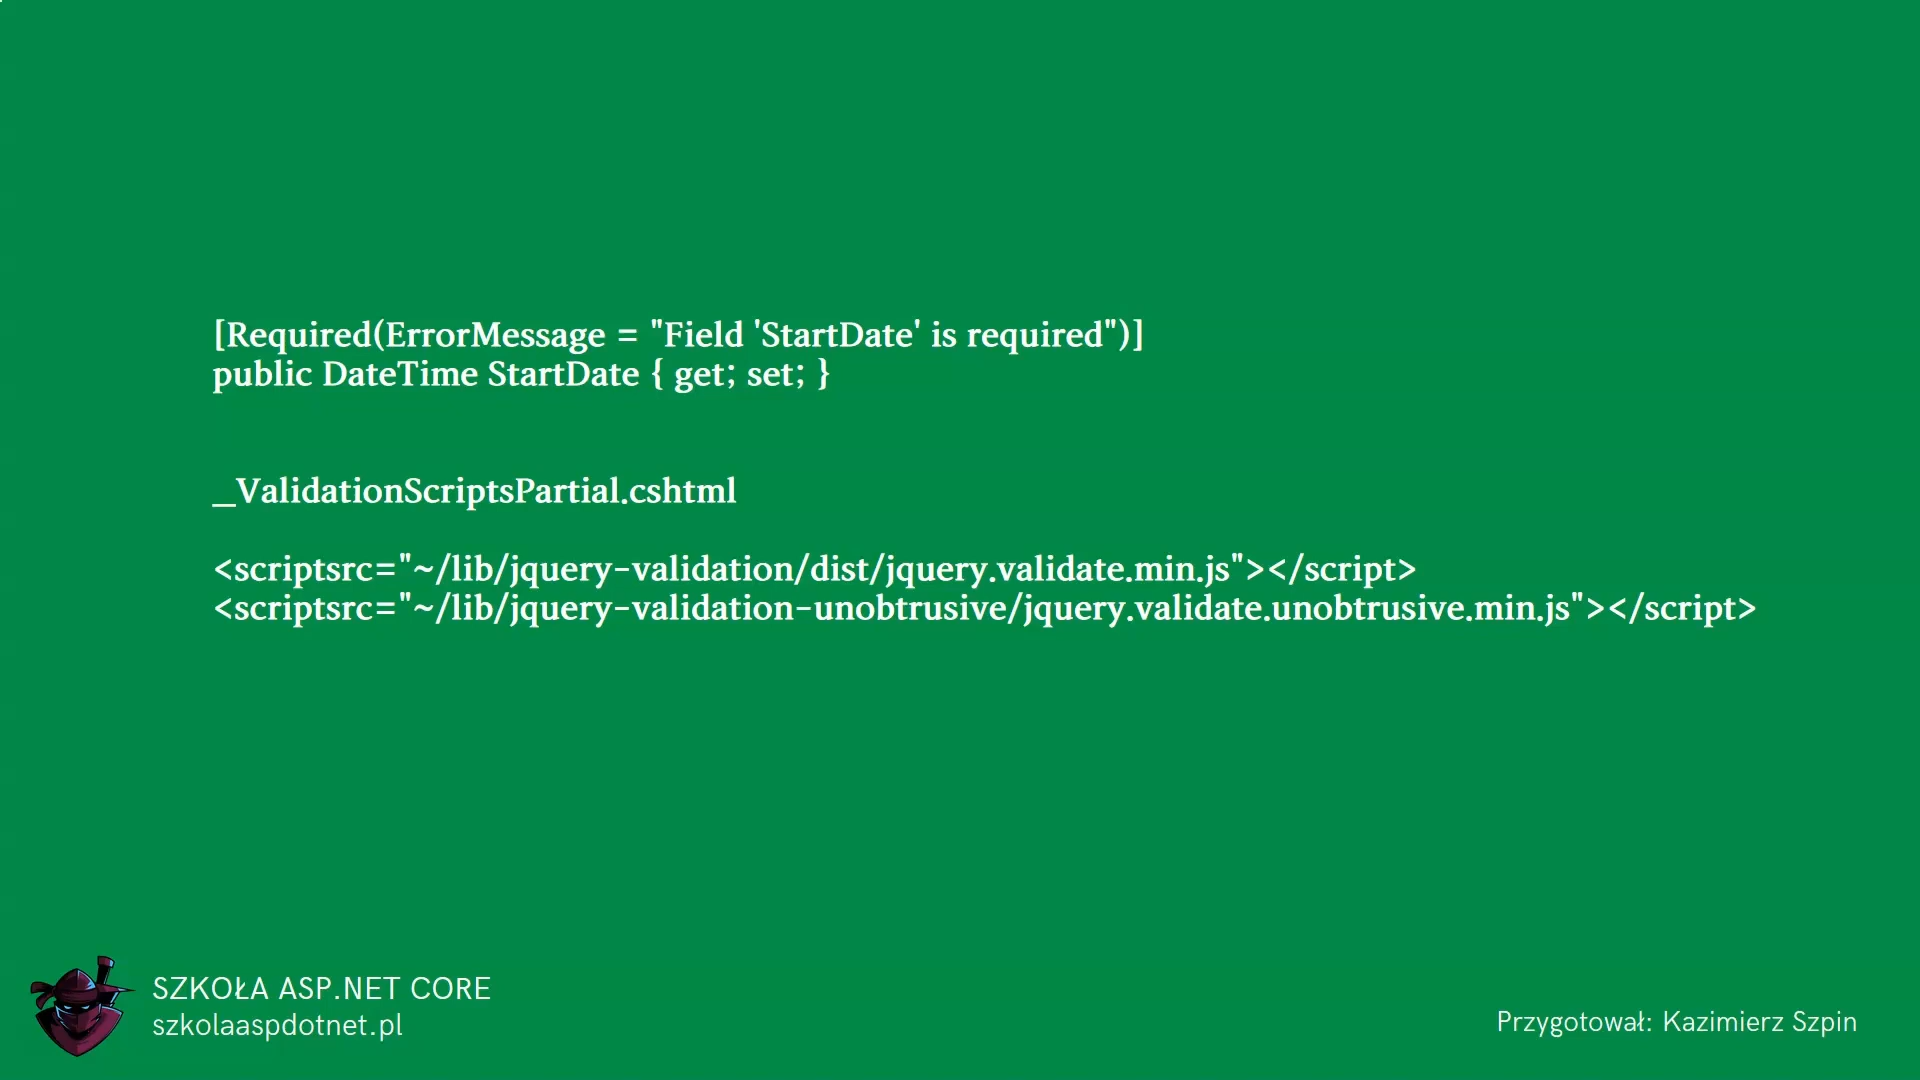 [Required(ErrorMessage = "Field 'StartDate' is required")]
public DateTime StartDate { get; set; }
_ValidationScriptsPartial.cshtml
<scriptsrc="~/lib/jquery-validation/dist/jquery.validate.min.js"></script>
<scriptsrc="~/lib/jquery-validation-unobtrusive/jquery.validate.unobtrusive.min.js"></script>
SZKOŁA ASP.NET CORE
szkolaaspdotnet.pl
Przygotował: Kazimierz Szpin